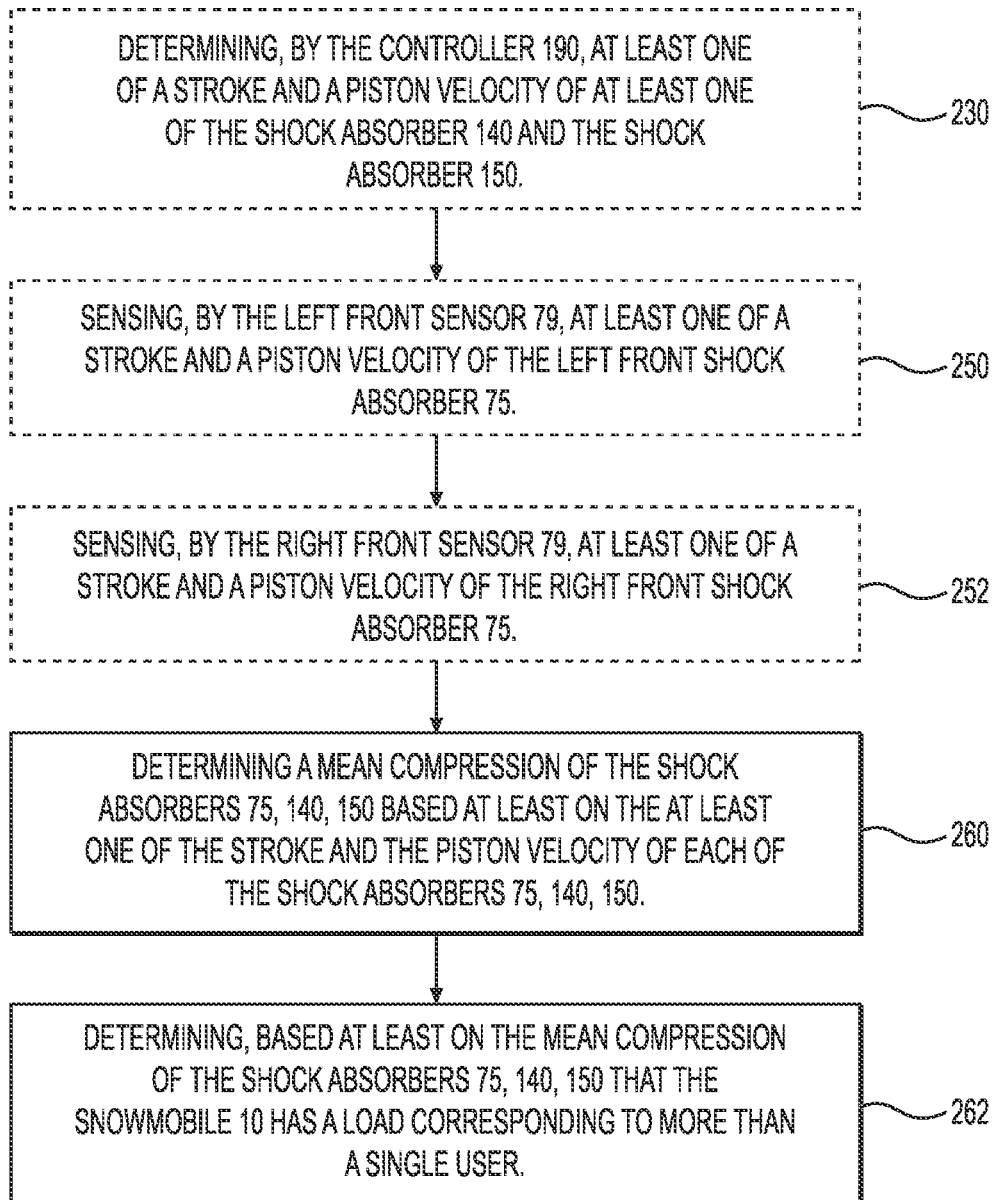 DETERMINING, BY THE CONTROLLER 190, AT LEAST ONE
OF A STROKE AND A PISTON VELOCITY OF AT LEAST ONE
OF THE SHOCK ABSORBER 140 AND THE SHOCK
ABSORBER 150.
230
SENSING, BY THE LEFT FRONT SENSOR 79, AT LEAST ONE OF A
STROKE AND A PISTON VELOCITY OF THE LEFT FRONT SHOCK
ABSORBER 75.
250
SENSING, BY THE RIGHT FRONT SENSOR 79, AT LEAST ONE OF A
STROKE AND A PISTON VELOCITY OF THE RIGHT FRONT SHOCK
ABSORBER 75.
252
DETERMINING A MEAN COMPRESSION OF THE SHOCK
ABSORBERS 75, 140, 150 BASED AT LEAST ON THE AT LEAST
ONE OF THE STROKE AND THE PISTON VELOCITY OF EACH OF
THE SHOCK ABSORBERS 75, 140, 150.
260
DETERMINING, BASED AT LEAST ON THE MEAN COMPRESSION
OF THE SHOCK ABSORBERS 75, 140, 150 THAT THE
SNOWMOBILE 10 HAS A LOAD CORRESPONDING TO MORE THAN
A SINGLE USER.
262